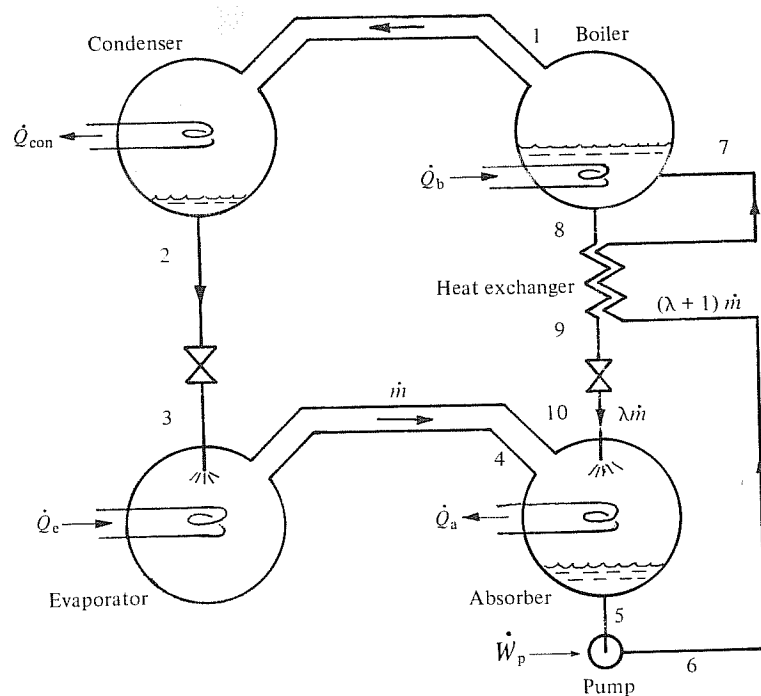 1
Boiler
Condenser
Q̇con
7
Q̇b
8
2
Heat exchanger
(λ + 1) ṁ
9
ṁ
3
10
λṁ
4
Q̇e
Q̇a
Evaporator
Absorber
5
Ẇp
6
Pump